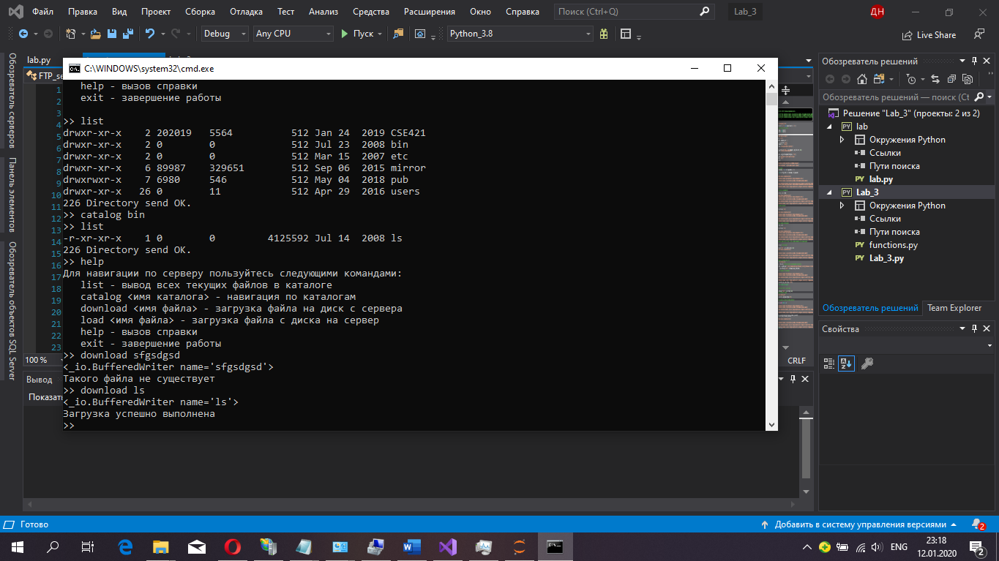 Файл Правка Вид Проект Сборка Отладка Тест Анализ Средства Расширения Окно Справка Поиск (Ctrl+Q) Lab_3 ДН
Debug Any CPU Пуск Python_3.8 Live Share
Обозреватель серверов
Панель элементов
Обозреватель объектов SQL Server
lab.py
C:\WINDOWS\system32\cmd.exe
1
2
3
4
5
6
7
8
9
10
11
12
13
14
15
16
17
18
19
20
21
22
23
100 %
help - вызов справки
exit - завершение работы
>> list
drwxr-xr-x 2 202019 5564 512 Jan 24 2019 CSE421
drwxr-xr-x 2 0 0 512 Jul 23 2008 bin
drwxr-xr-x 2 0 0 512 Mar 15 2007 etc
drwxr-xr-x 6 89987 329651 512 Sep 06 2015 mirror
drwxrwxr-x 7 6980 546 512 May 04 2018 pub
drwxr-xr-x 26 0 11 512 Apr 29 2016 users
226 Directory send OK.
>> catalog bin
>> list
-r-xr-xr-x 1 0 0 4125592 Jul 14 2008 ls
226 Directory send OK.
>> help
Для навигации по серверу пользуйтесь следующими командами:
list - вывод всех текущих файлов в каталоге
catalog <имя каталога> - навигация по каталогам
download <имя файла> - загрузка файла на диск с сервера
load <имя файла> - загрузка файла с диска на сервер
help - вызов справки
exit - завершение работы
>> download sfgsdgsd
<_io.BufferedWriter name='sfgsdgsd'>
Такого файла не существует
>> download ls
<_io.BufferedWriter name='ls'>
Загрузка успешно выполнена
>>
CRLF
Вывод
Обозреватель решений
Обозреватель решений — поиск (Ct
Решение "Lab_3" (проекты: 2 из 2)
lab
Окружения Python
Ссылки
Пути поиска
PY lab.py
Lab_3
Окружения Python
Ссылки
Пути поиска
PY functions.py
PY Lab_3.py
Обозреватель решений Team Explorer
Свойства
Готово Добавить в систему управления версиями 2
ENG 23:18
12.01.2020 2